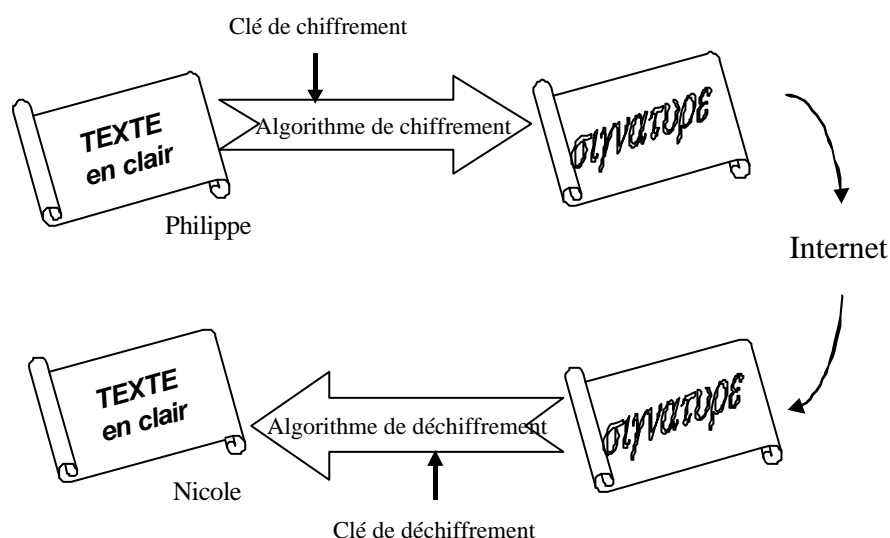 Clé de chiffrement
TEXTE
en clair
Algorithme de chiffrement
σιγνατυρε
Philippe
Internet
TEXTE
en clair
Algorithme de déchiffrement
σιγνατυρε
Nicole
Clé de déchiffrement